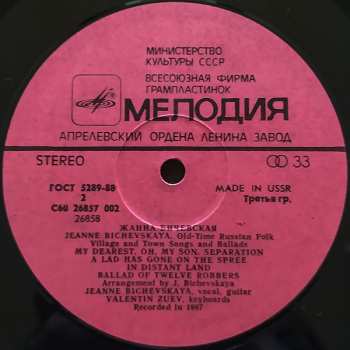 МИНИСТЕРСТВО
КУЛЬТУРЫ СССР
ВСЕСОЮЗНАЯ ФИРМА
ГРАМПЛАСТИНОК
МЕЛОДИЯ
АПРЕЛЕВСКИЙ ОРДЕНА ЛЕНИНА ЗАВОД
STEREO
33
ГОСТ 5289-88
2
С60 26857 002
26858
MADE IN USSR
Третья гр.
ЖАННА БИЧЕВСКАЯ
JEANNE BICHEVSKAYA, Old-Time Russian Folk
Village and Town Songs and Ballads
MY DEAREST, OH, MY SON, SEPARATION
A LAD HAS GONE ON THE SPREE
IN DISTANT LAND
BALLAD OF TWELVE ROBBERS
Arrangement by J. Bichevskaya
JEANNE BICHEVSKAYA, vocal, guitar
VALENTIN ZUEV, keyboards
Recorded in 1987